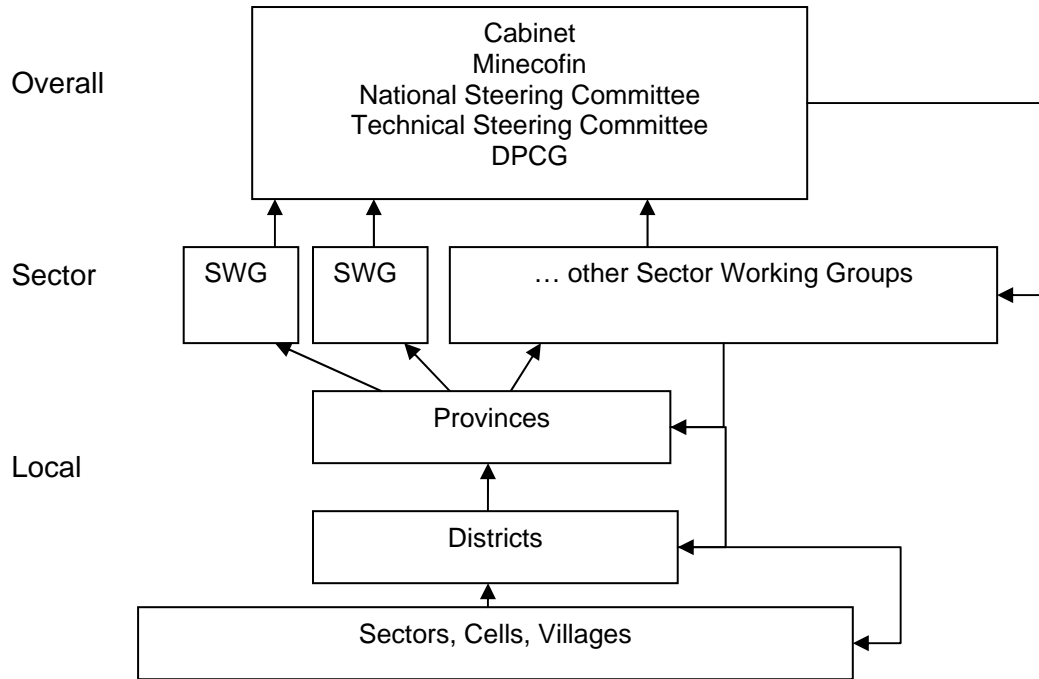 Cabinet
Minecofin
National Steering Committee
Technical Steering Committee
DPCG
Overall
Sector
SWG
SWG
… other Sector Working Groups
Provinces
Local
Districts
Sectors, Cells, Villages